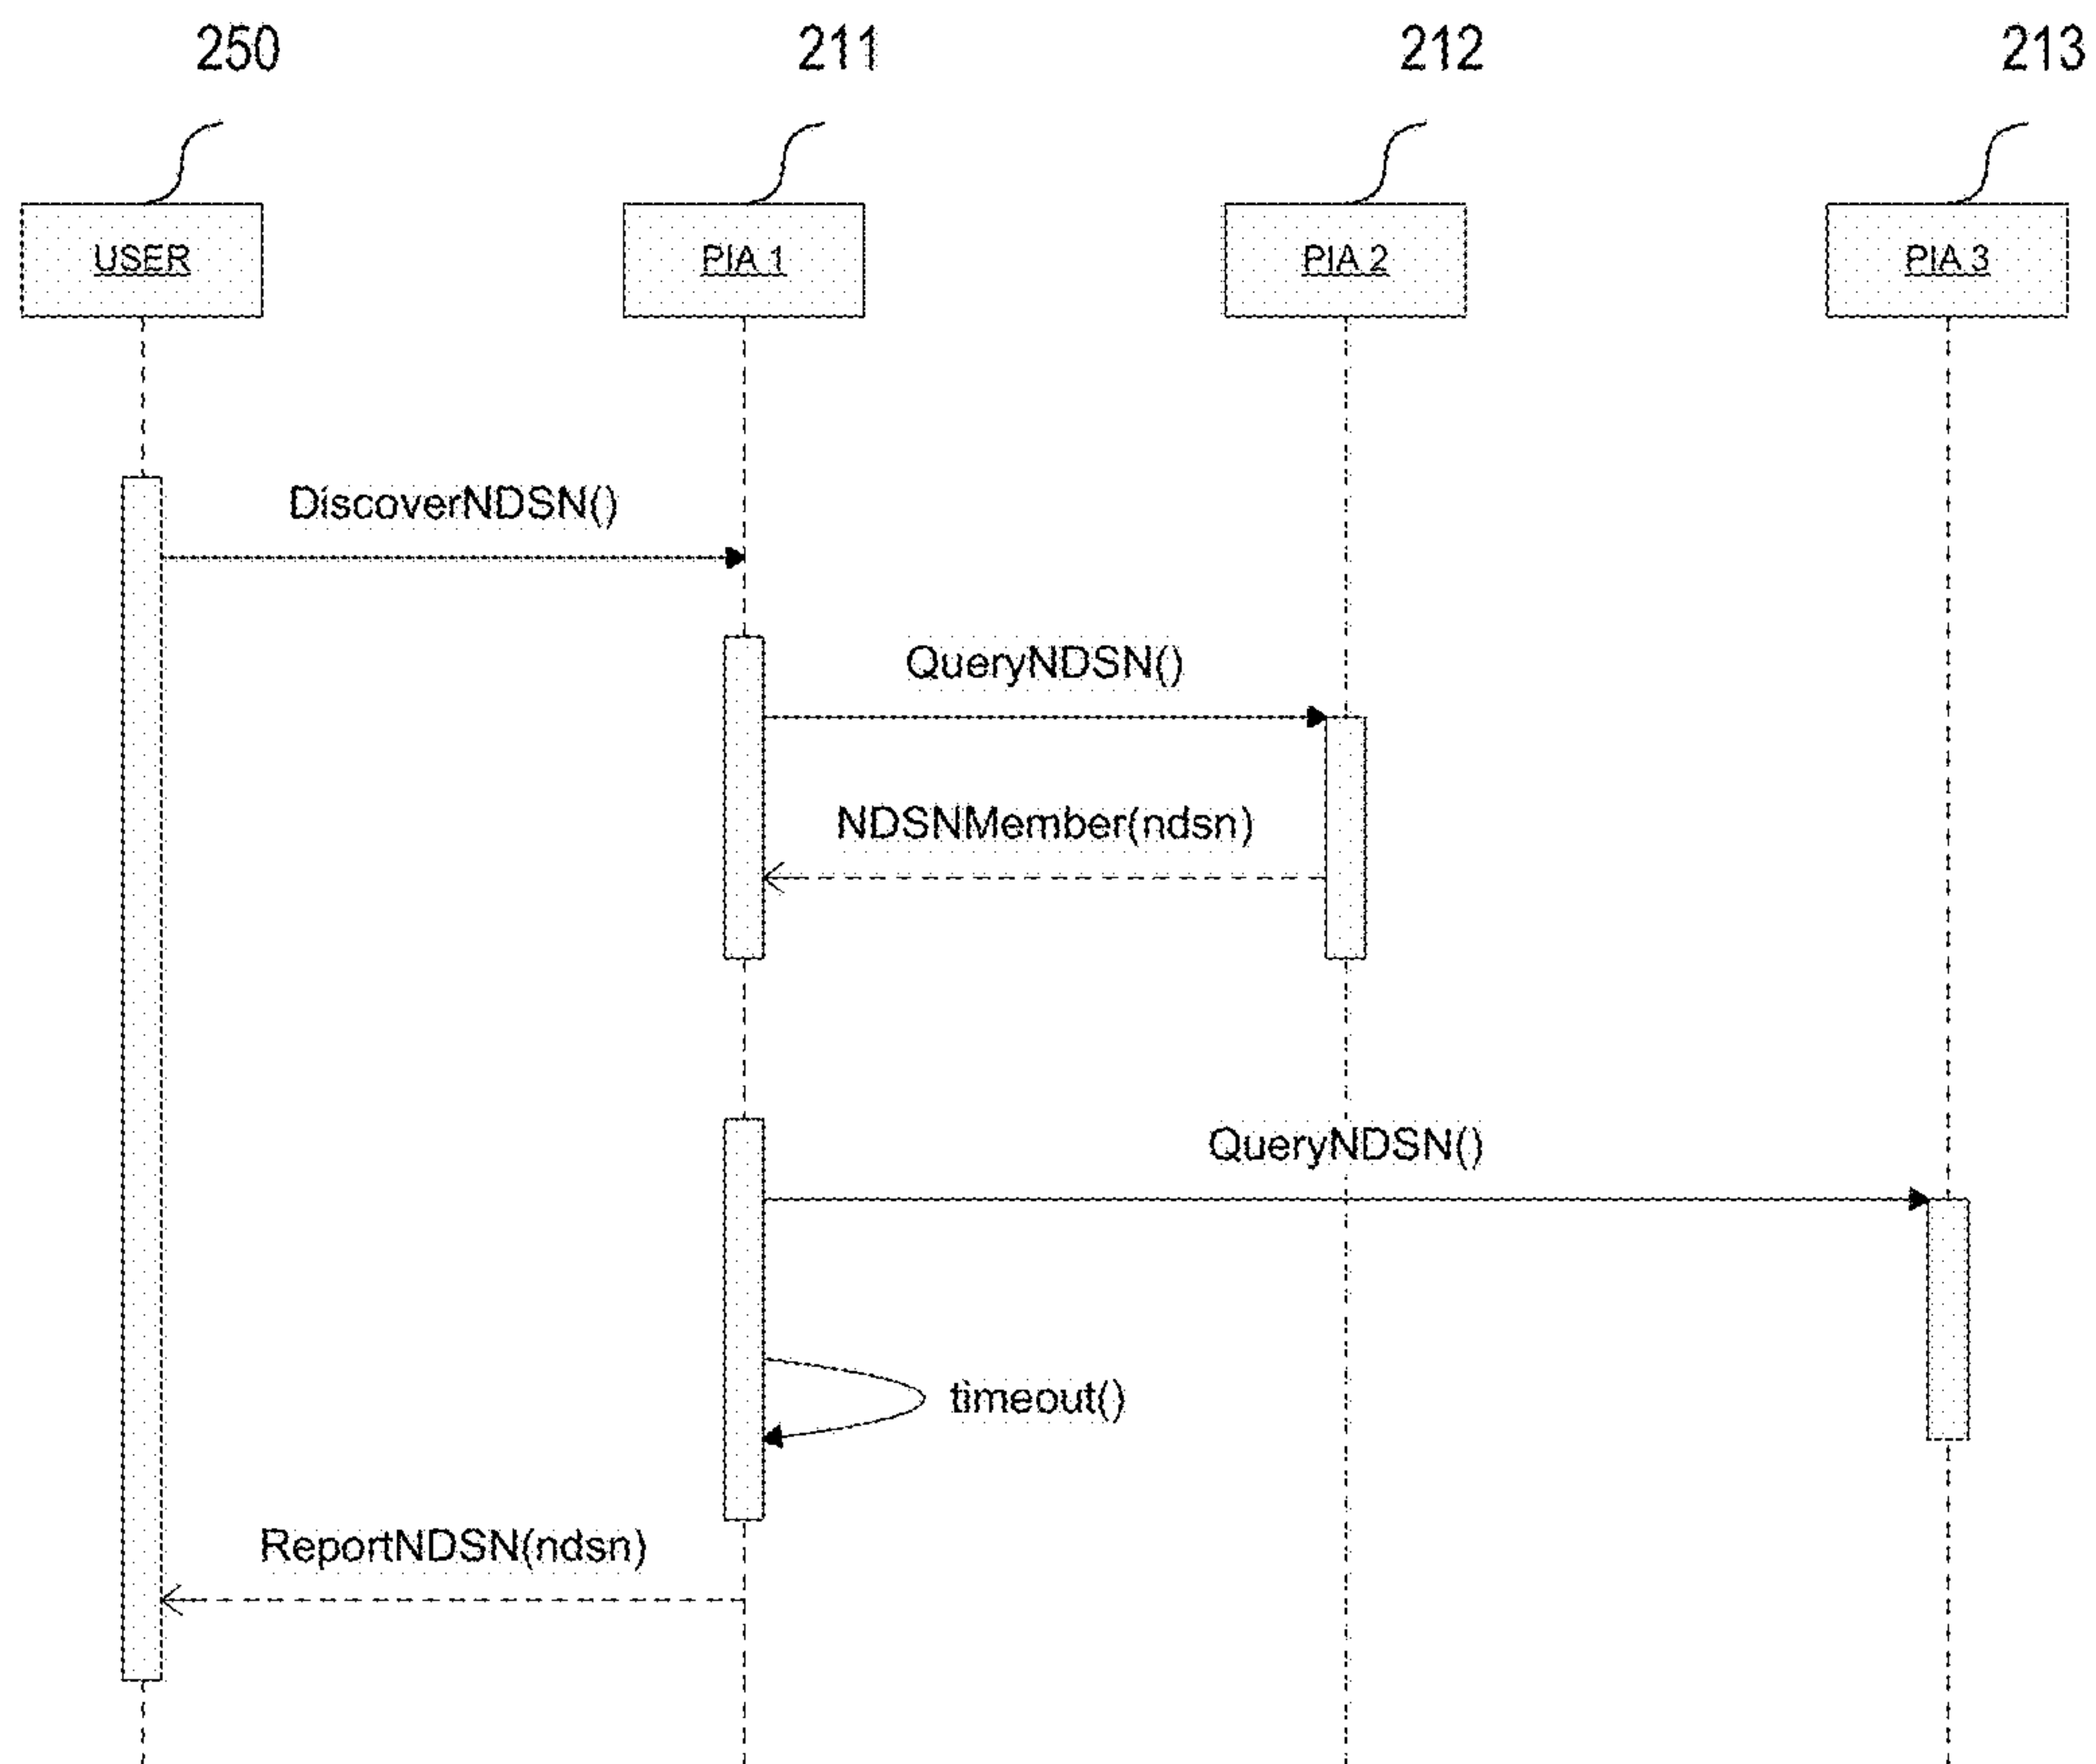 250 211 212 213
USER PIA 1 PIA 2 PIA 3
DiscoverNDSN()
QueryNDSN()
NDSNMember(ndsn)
QueryNDSN()
timeout()
ReportNDSN(ndsn)